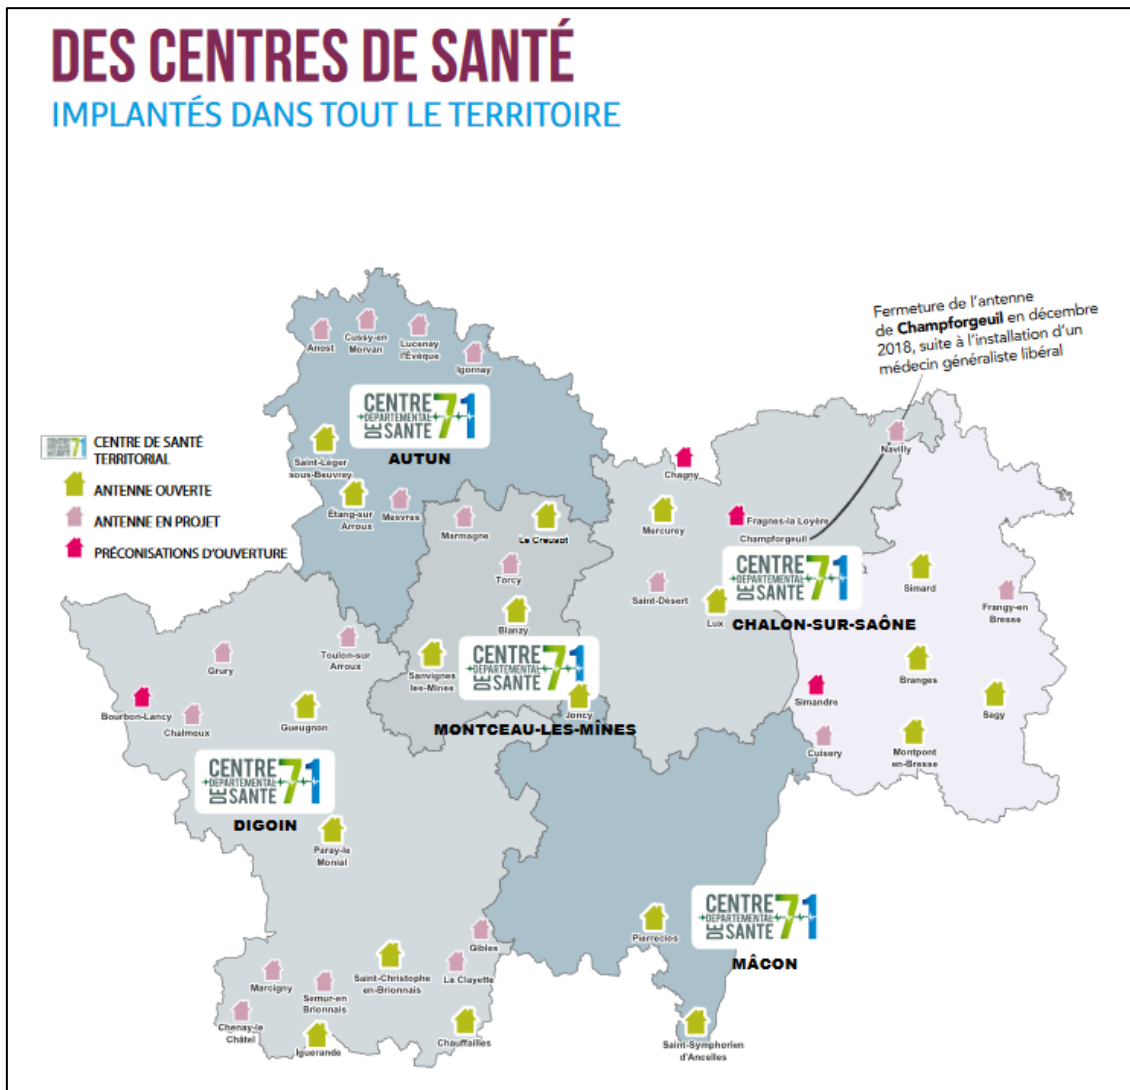 DES CENTRES DE SANTÉ
IMPLANTÉS DANS TOUT LE TERRITOIRE
Fermeture de l'antenne
de Champforgeuil en décembre
2018, suite à l'installation d'un
médecin généraliste libéral
Anost
Cussy-en
Morvan
Lucenay
l'Évêque
Igornay
CENTRE
DEPARTEMENTAL
DE SANTE
71
AUTUN
CENTRE DE SANTÉ
TERRITORIAL
ANTENNE OUVERTE
ANTENNE EN PROJET
PRÉCONISATIONS D'OUVERTURE
Saint-Léger
sous-Beuvray
Étang-sur
Arroux
Mesvres
Marmagne
Le Creusot
Torcy
Blanzy
Sanvignes
les-Mines
CENTRE
DEPARTEMENTAL
DE SANTE
71
Joncy
MONTCEAU-LES-MÎNES
Chagny
Navilly
Mercurey
Fragnes-la Loyère
Champforgeuil
CENTRE
DEPARTEMENTAL
DE SANTE
71
Saint-Désert
Lux
CHALON-SUR-SAÔNE
Simard
Frangy-en
Bresse
Branges
Simandre
Sagy
Cuisery
Montpont
en-Bresse
Toulon-sur
Arroux
Grury
Bourbon-Lancy
Chalmoux
Gueugnon
CENTRE
DEPARTEMENTAL
DE SANTE
71
DIGOIN
Paray-le
Monial
Gibles
La Clayette
Saint-Christophe
en-Brionnais
Marcigny
Semur-en
Brionnais
Chenay-le
Châtel
Iguerande
Chauffailles
Pierreclos
CENTRE
DEPARTEMENTAL
DE SANTE
71
MÂCON
Saint-Symphorien
d'Ancelles